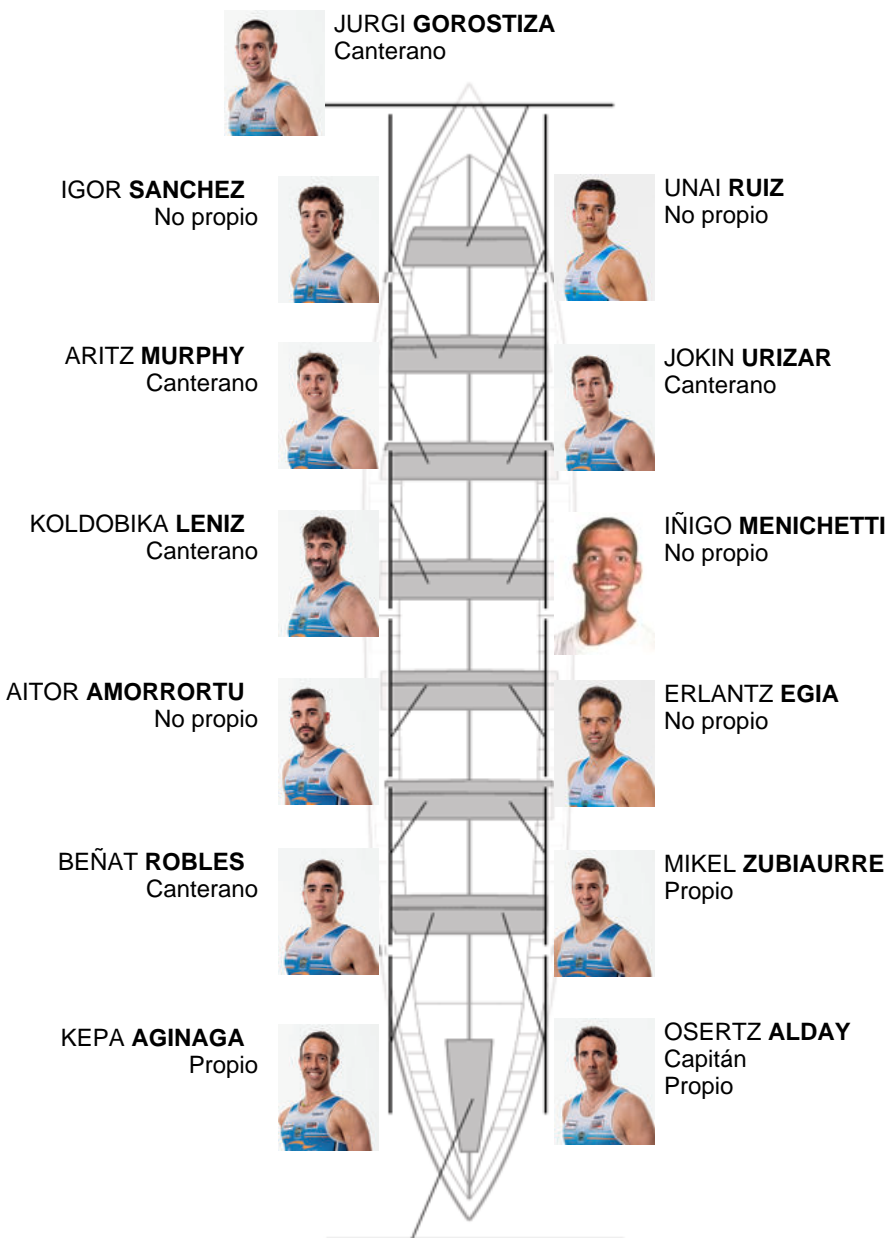 JURGI GOROSTIZA
Canterano
IGOR SANCHEZ
No propio
UNAI RUIZ
No propio
ARITZ MURPHY
Canterano
JOKIN URIZAR
Canterano
KOLDOBIKA LENIZ
Canterano
IÑIGO MENICHETTI
No propio
AITOR AMORRORTU
No propio
ERLANTZ EGIA
No propio
BEÑAT ROBLES
Canterano
MIKEL ZUBIAURRE
Propio
KEPA AGINAGA
Propio
OSERTZ ALDAY
Capitán
Propio